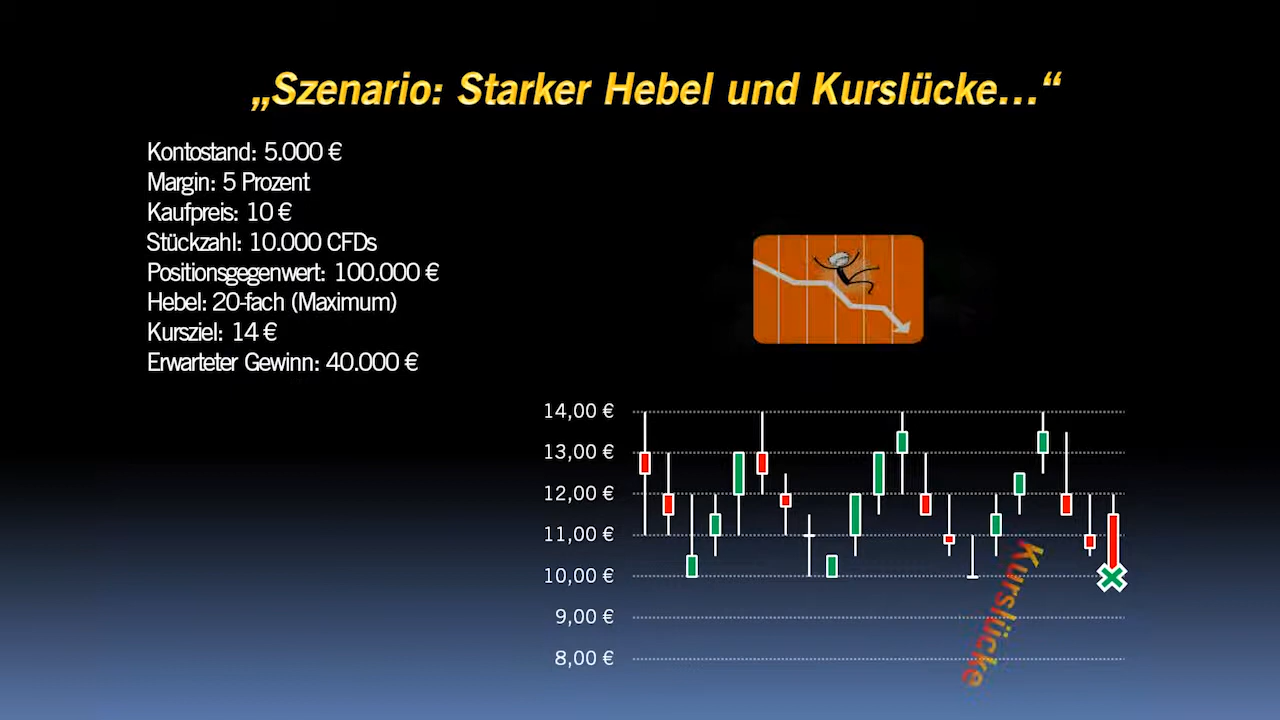 „Szenario: Starker Hebel und Kurslücke...“
Kontostand: 5.000 €
Margin: 5 Prozent
Kaufpreis: 10 €
Stückzahl: 10.000 CFDs
Positionsgegenwert: 100.000 €
Hebel: 20-fach (Maximum)
Kursziel: 14 €
Erwarteter Gewinn: 40.000 €
14,00 €
13,00 €
12,00 €
11,00 €
10,00 €
9,00 €
8,00 €
Kurslücke